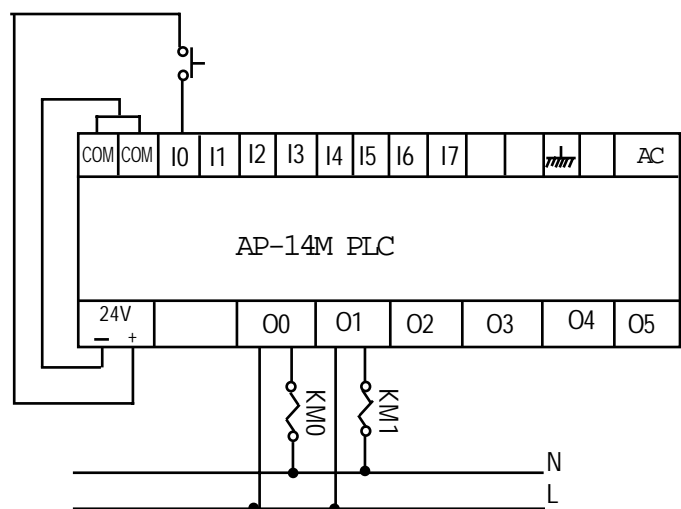 COM COM I0 I1 I2 I3 I4 I5 I6 I7 AC
AP-14M PLC
24V O0 O1 O2 O3 O4 O5
— +
KM0 KM1
N
L